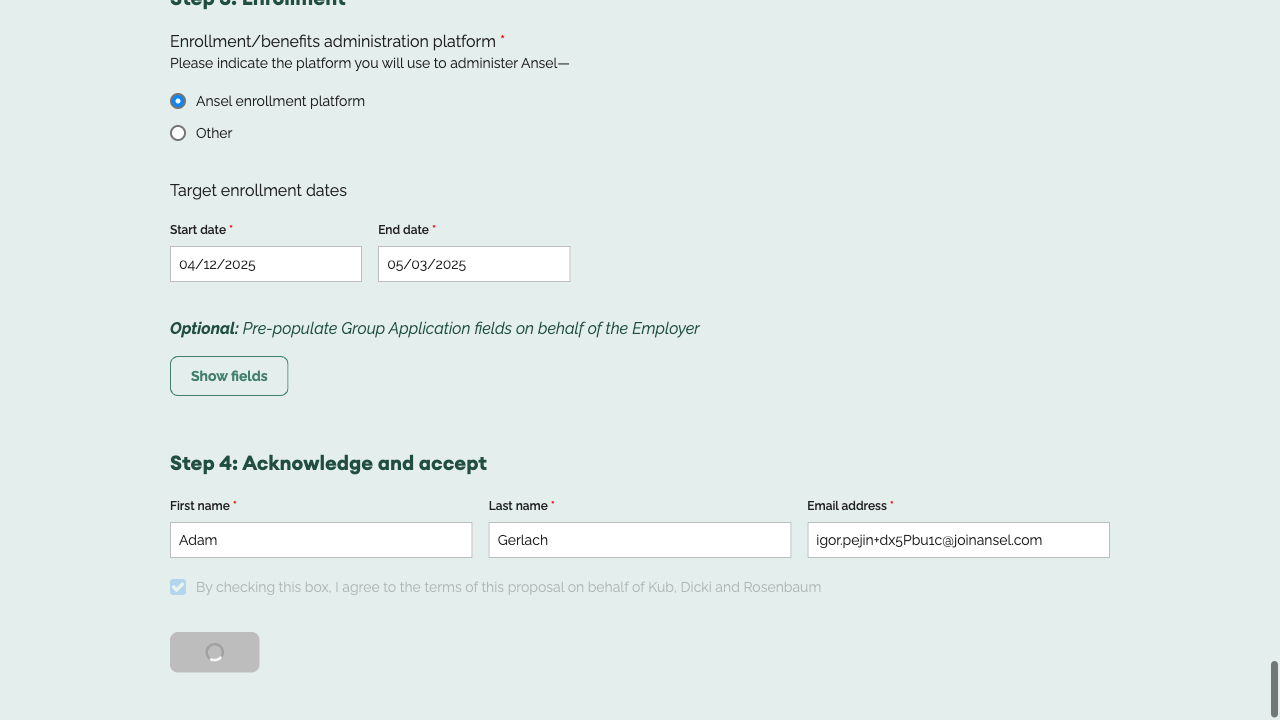 Step 3: Enrollment
Enrollment/benefits administration platform *
Please indicate the platform you will use to administer Ansel—
Ansel enrollment platform
Other
Target enrollment dates
Start date * End date *
04/12/2025 05/03/2025
Optional: Pre-populate Group Application fields on behalf of the Employer
Show fields
Step 4: Acknowledge and accept
First name * Last name * Email address *
Adam Gerlach igor.pejin+dx5Pbu1c@joinansel.com
By checking this box, I agree to the terms of this proposal on behalf of Kub, Dicki and Rosenbaum